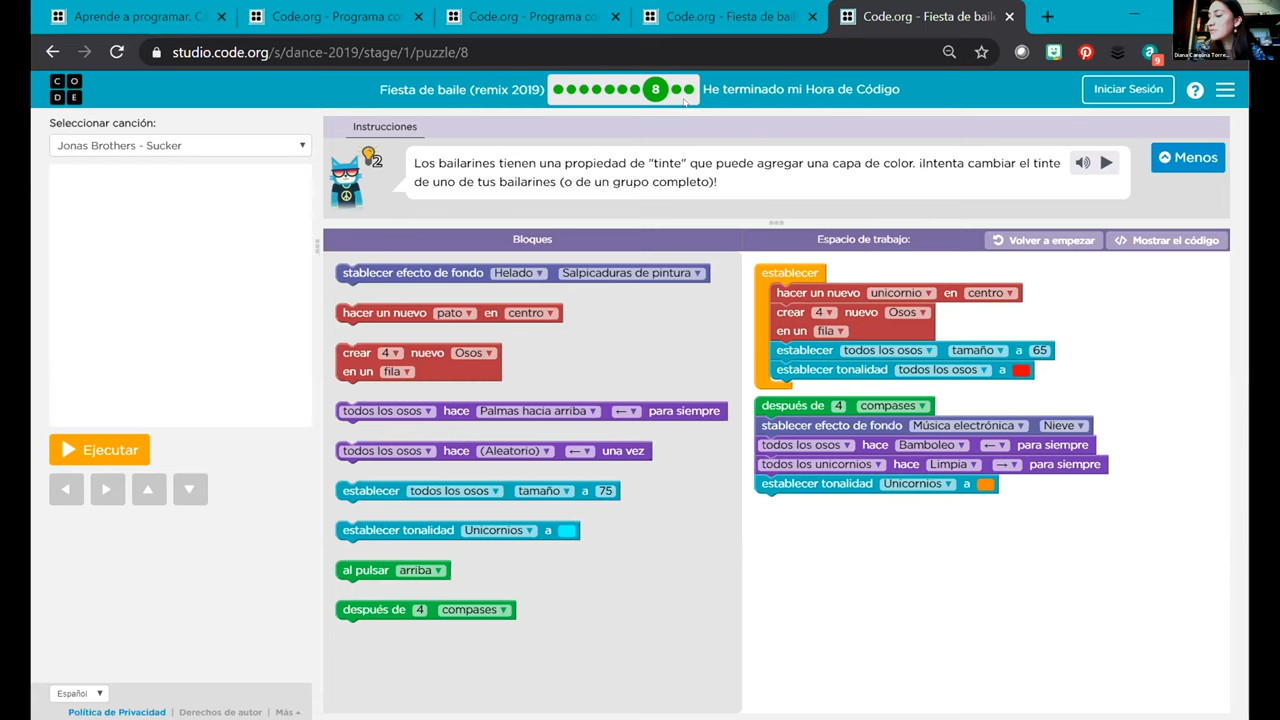 Aprende a programar. C
Code.org - Programa co
Code.org - Programa co
Code.org - Fiesta de baile
Code.org - Fiesta de baile
studio.code.org/s/dance-2019/stage/1/puzzle/8
9
Diana Carolina Torre...
C O
D E
Fiesta de baile (remix 2019)
8
He terminado mi Hora de Código
Iniciar Sesión
?
Seleccionar canción:
Jonas Brothers - Sucker
Ejecutar
Instrucciones
2
Los bailarines tienen una propiedad de "tinte" que puede agregar una capa de color. ¡Intenta cambiar el tinte
de uno de tus bailarines (o de un grupo completo)!
Menos
Bloques
stablecer efecto de fondo Helado Salpicaduras de pintura
hacer un nuevo pato en centro
crear 4 nuevo Osos
en un fila
todos los osos hace Palmas hacia arriba ← para siempre
todos los osos hace (Aleatorio) ← una vez
establecer todos los osos tamaño a 75
establecer tonalidad Unicornios a
al pulsar arriba
después de 4 compases
Espacio de trabajo:
Volver a empezar
</> Mostrar el código
establecer
hacer un nuevo unicornio en centro
crear 4 nuevo Osos
en un fila
establecer todos los osos tamaño a 65
establecer tonalidad todos los osos a
después de 4 compases
stablecer efecto de fondo Música electrónica Nieve
todos los osos hace Bamboleo ← para siempre
todos los unicornios hace Limpia → para siempre
establecer tonalidad Unicornios a
Español
Política de Privacidad
Derechos de autor
Más